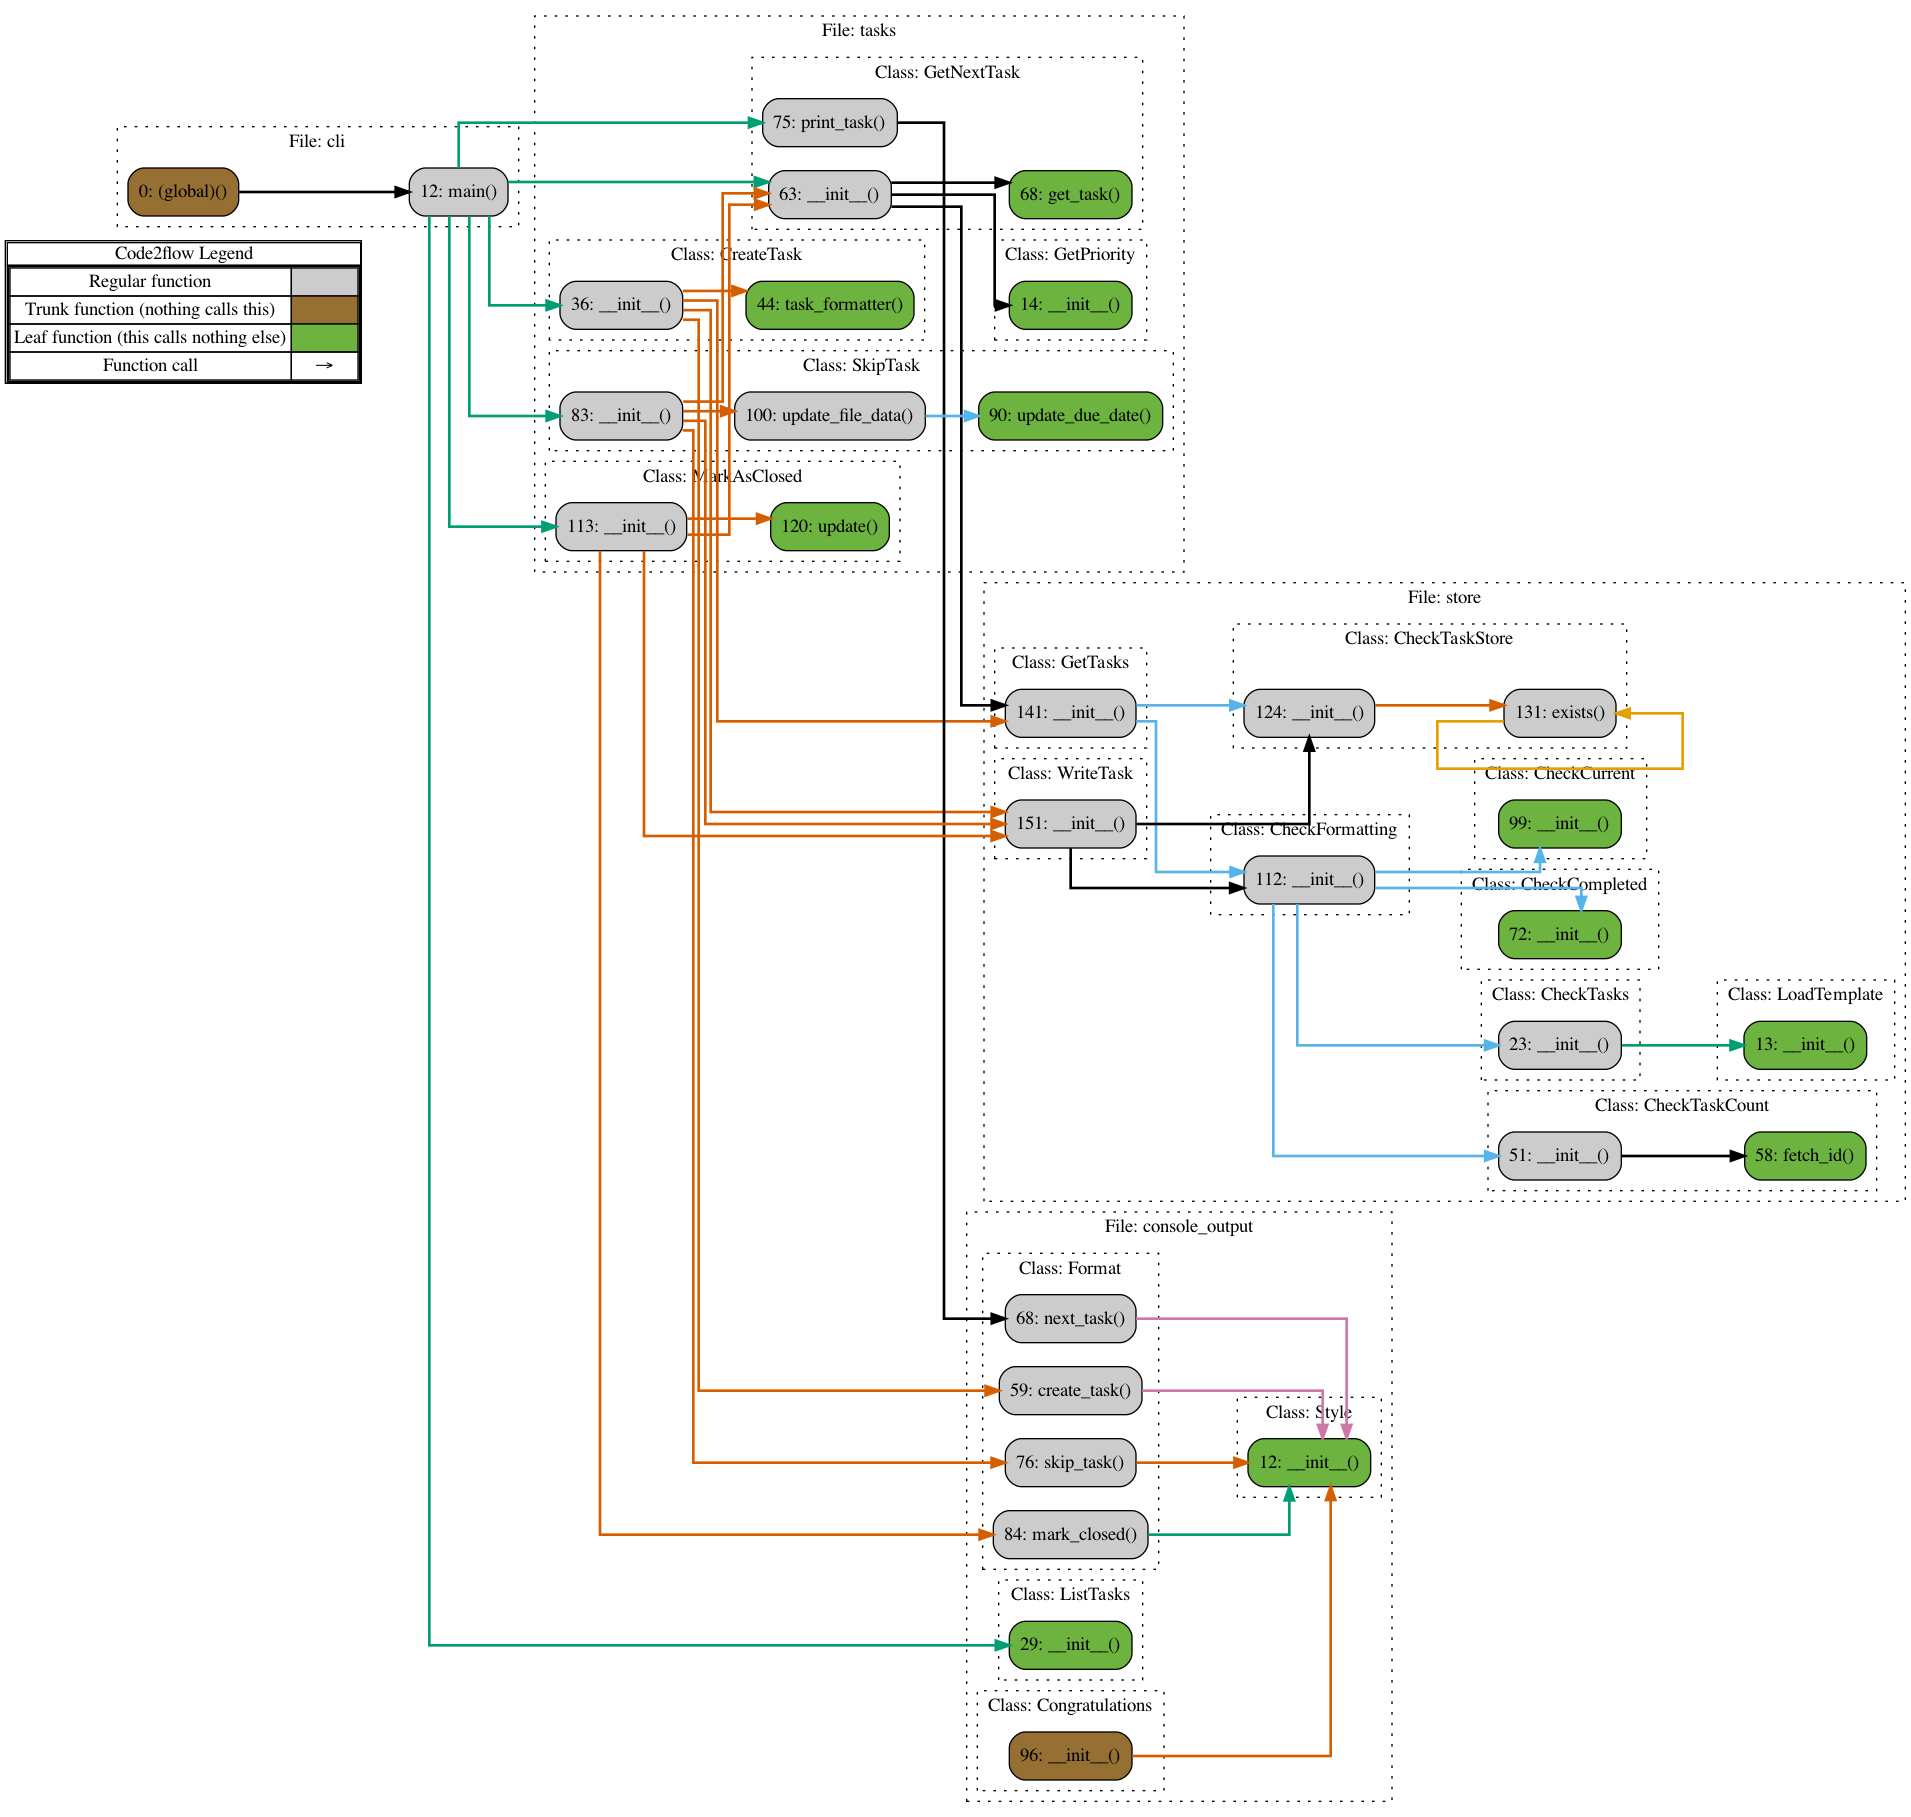 File: tasks
Class: GetNextTask
75: print_task()
63: __init__()
68: get_task()
File: cli
0: (global)()
12: main()
Code2flow Legend
Regular function
Trunk function (nothing calls this)
Leaf function (this calls nothing else)
Function call →
Class: CreateTask
36: __init__()
44: task_formatter()
Class: GetPriority
14: __init__()
Class: SkipTask
83: __init__()
100: update_file_data()
90: update_due_date()
Class: MarkAsClosed
113: __init__()
120: update()
File: store
Class: GetTasks
141: __init__()
Class: CheckTaskStore
124: __init__()
131: exists()
Class: WriteTask
151: __init__()
Class: CheckFormatting
112: __init__()
Class: CheckCurrent
99: __init__()
Class: CheckCompleted
72: __init__()
Class: CheckTasks
23: __init__()
Class: LoadTemplate
13: __init__()
Class: CheckTaskCount
51: __init__()
58: fetch_id()
File: console_output
Class: Format
68: next_task()
59: create_task()
76: skip_task()
84: mark_closed()
Class: Style
12: __init__()
Class: ListTasks
29: __init__()
Class: Congratulations
96: __init__()